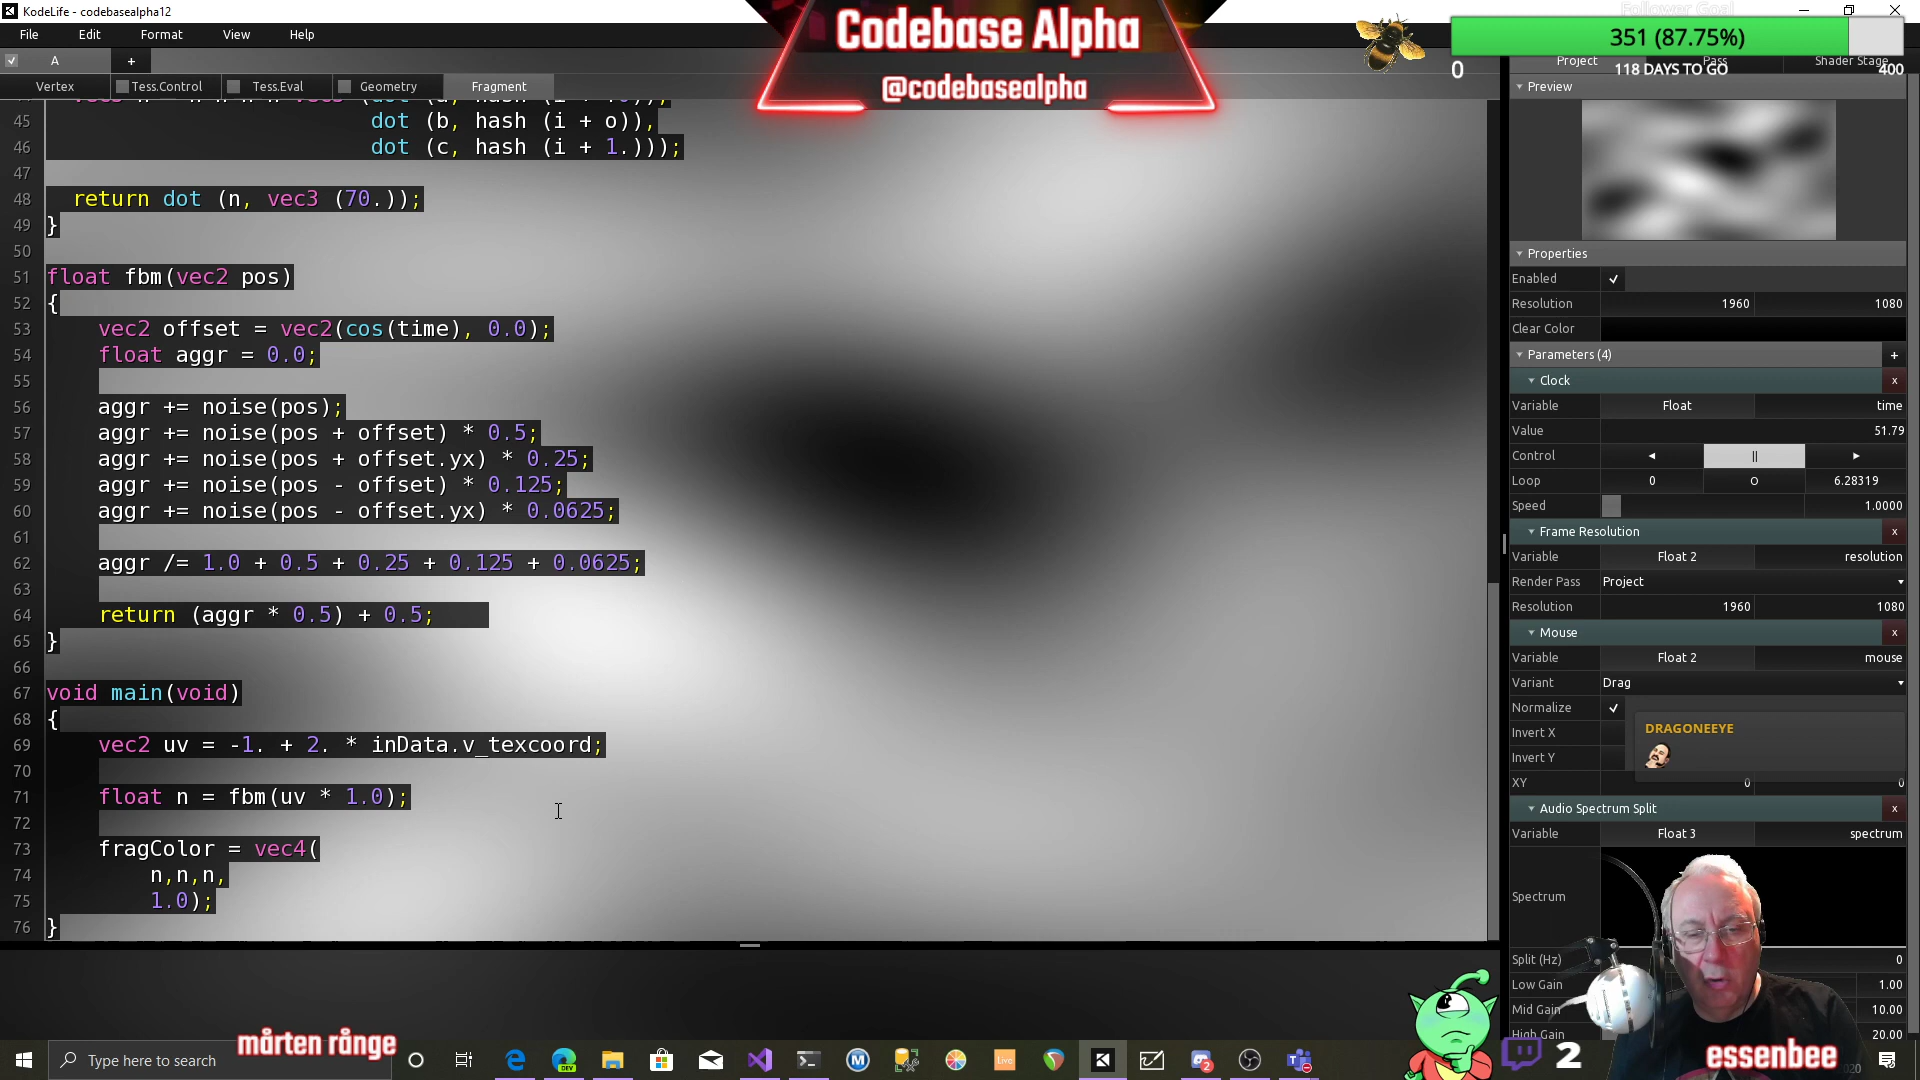 KodeLife - codebasealpha12
File Edit Format View Help
Codebase Alpha
@codebasealpha
Follower Goal
351 (87.75%)
0 118 DAYS TO GO 400
A +
Project Pass Shader Stage
Vertex Tess.Control Tess.Eval Geometry Fragment
45 dot (b, hash (i + o)),
46 dot (c, hash (i + 1.)));
47
48 return dot (n, vec3 (70.));
49 }
50
51 float fbm(vec2 pos)
52 {
53 vec2 offset = vec2(cos(time), 0.0);
54 float aggr = 0.0;
55
56 aggr += noise(pos);
57 aggr += noise(pos + offset) * 0.5;
58 aggr += noise(pos + offset.yx) * 0.25;
59 aggr += noise(pos - offset) * 0.125;
60 aggr += noise(pos - offset.yx) * 0.0625;
61
62 aggr /= 1.0 + 0.5 + 0.25 + 0.125 + 0.0625;
63
64 return (aggr * 0.5) + 0.5;
65 }
66
67 void main(void)
68 {
69 vec2 uv = -1. + 2. * inData.v_texcoord;
70
71 float n = fbm(uv * 1.0);
72
73 fragColor = vec4(
74 n,n,n,
75 1.0);
76 }
Preview
Properties
Enabled
Resolution 1960 1080
Clear Color
Parameters (4) +
Clock x
Variable Float time
Value 51.79
Control
Loop 0 O 6.28319
Speed 1.0000
Frame Resolution x
Variable Float 2 resolution
Render Pass Project
Resolution 1960 1080
Mouse x
Variable Float 2 mouse
Variant Drag
Normalize
Invert X
Invert Y
XY 0 0
DRAGONEEYE
Audio Spectrum Split x
Variable Float 3 spectrum
Spectrum
Split (Hz) 0
Low Gain 1.00
Mid Gain 10.00
High Gain 20.00
mårten rånge
Type here to search
2
essenbee